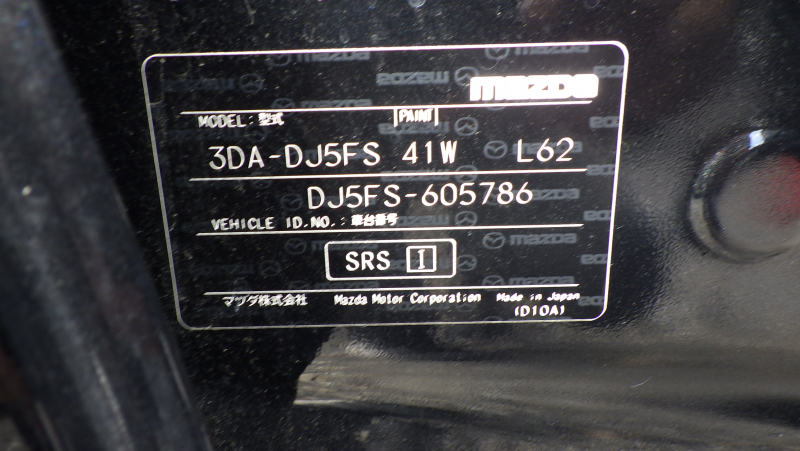 mazda
MODEL: 型式 PAINT
3DA-DJ5FS 41W L62
DJ5FS-605786
VEHICLE ID.NO.: 車台番号
SRS I
マツダ株式会社 Mazda Motor Corporation Made in Japan
(D10A)